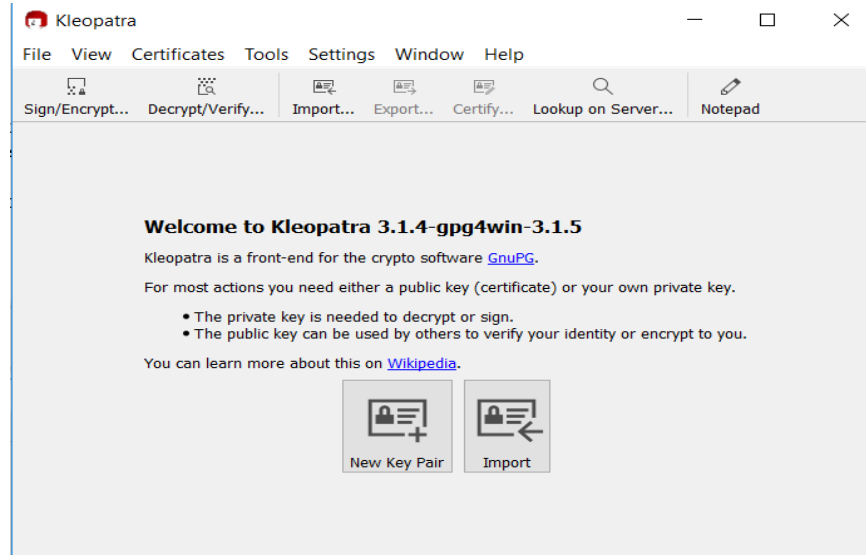 Kleopatra
File View Certificates Tools Settings Window Help
Sign/Encrypt... Decrypt/Verify... Import... Export... Certify... Lookup on Server... Notepad
Welcome to Kleopatra 3.1.4-gpg4win-3.1.5
Kleopatra is a front-end for the crypto software GnuPG.
For most actions you need either a public key (certificate) or your own private key.
• The private key is needed to decrypt or sign.
• The public key can be used by others to verify your identity or encrypt to you.
You can learn more about this on Wikipedia.
New Key Pair Import